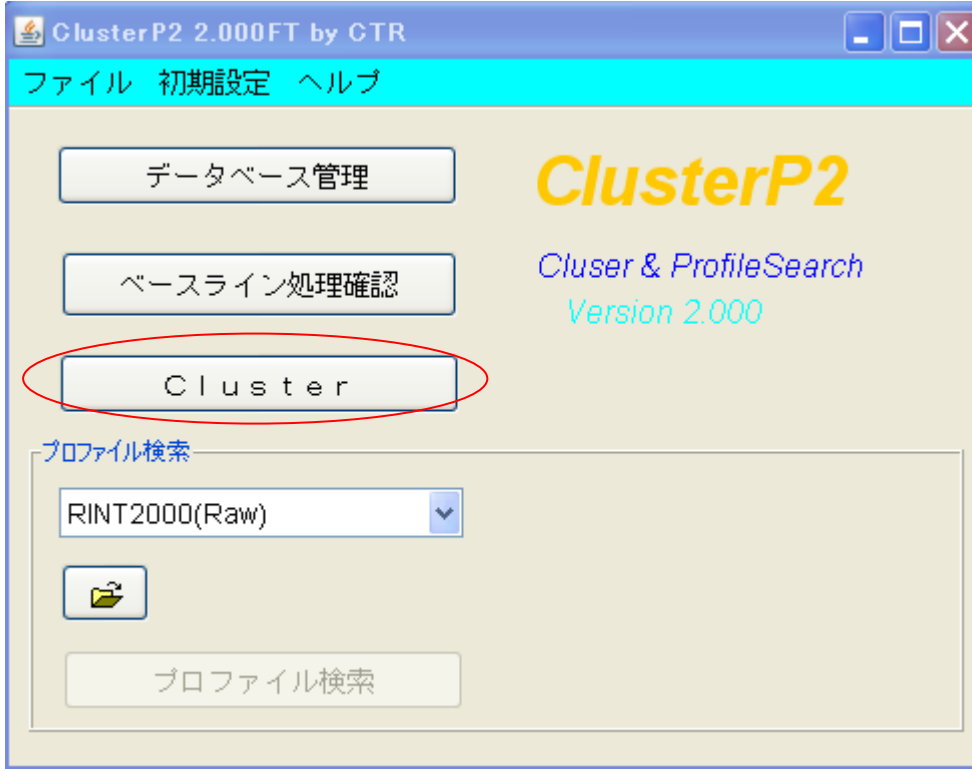 ClusterP2 2.000FT by CTR
ファイル 初期設定 ヘルプ
データベース管理
ClusterP2
ベースライン処理確認
Cluser & ProfileSearch
Version 2.000
Ｃｌｕｓｔｅｒ
プロファイル検索
RINT2000(Raw)
プロファイル検索